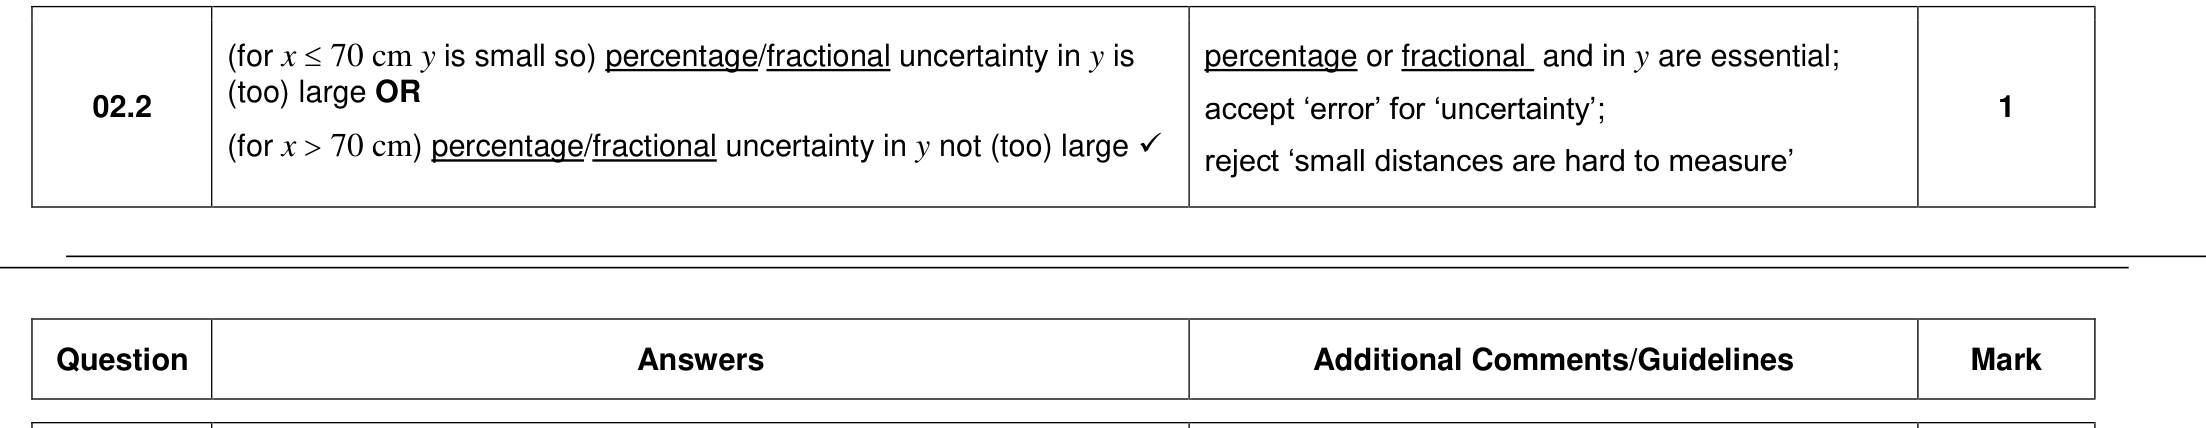 02.2
(for x ≤ 70 cm y is small so) percentage/fractional uncertainty in y is
(too) large OR
(for x > 70 cm) percentage/fractional uncertainty in y not (too) large ✓
percentage or fractional and in y are essential;
accept ‘error’ for ‘uncertainty’;
reject ‘small distances are hard to measure’
1
Question Answers Additional Comments/Guidelines Mark